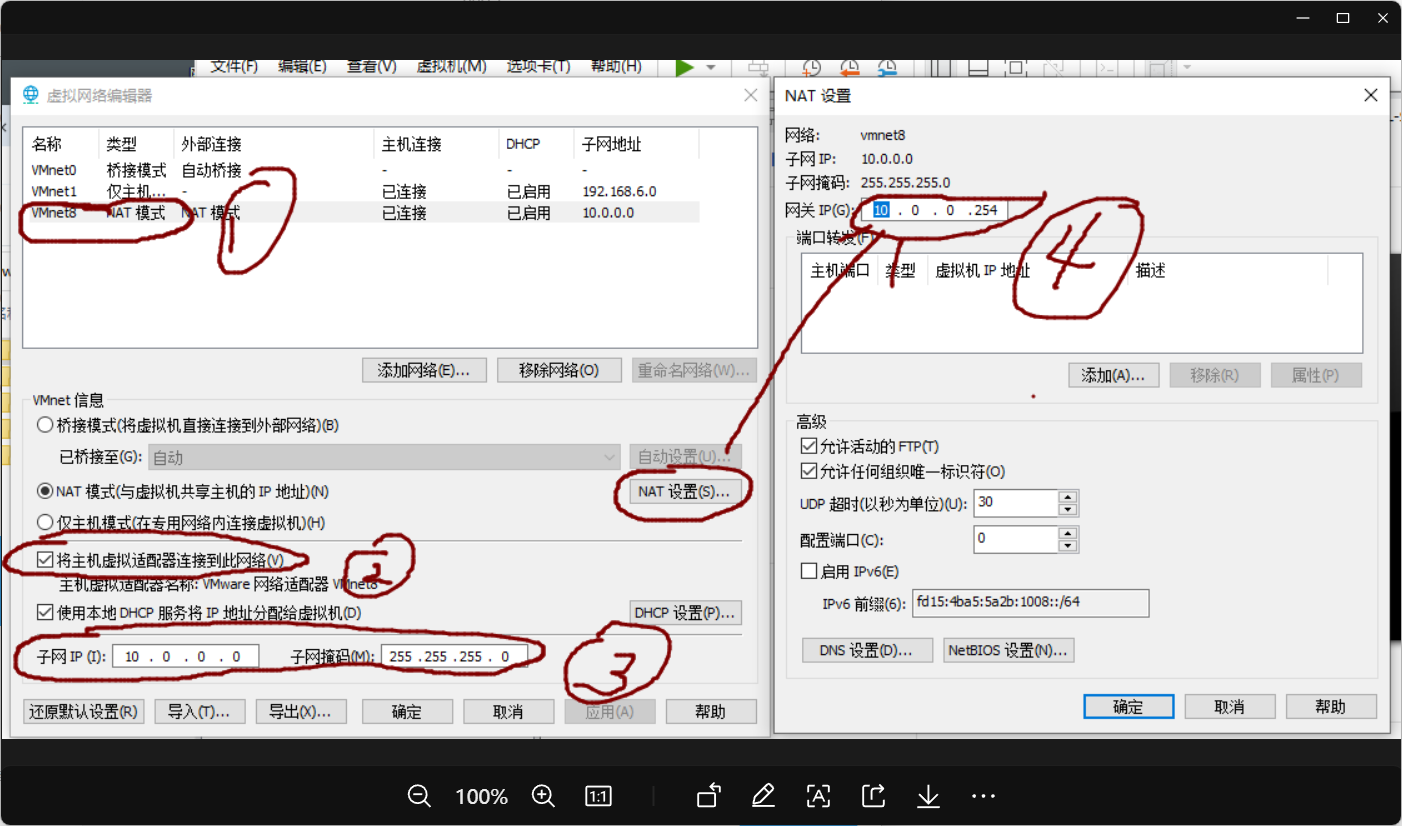 文件(F) 编辑(E) 查看(V) 虚拟机(M) 选项卡(T) 帮助(H)
虚拟网络编辑器
名称 类型 外部连接 主机连接 DHCP 子网地址
VMnet0 桥接模式 自动桥接 - - -
VMnet1 仅主机... - 已连接 已启用 192.168.6.0
VMnet8 NAT 模式 NAT 模式 已连接 已启用 10.0.0.0
1
添加网络(E)... 移除网络(O) 重命名网络(W)...
VMnet 信息
桥接模式(将虚拟机直接连接到外部网络)(B)
已桥接至(G): 自动 自动设置(U)...
NAT 模式(与虚拟机共享主机的 IP 地址)(N) NAT 设置(S)...
仅主机模式(在专用网络内连接虚拟机)(H)
将主机虚拟适配器连接到此网络(V)
2
主机虚拟适配器名称: VMware 网络适配器 VMnet8
使用本地 DHCP 服务将 IP 地址分配给虚拟机(D) DHCP 设置(P)...
子网 IP (I): 10 . 0 . 0 . 0 子网掩码(M): 255 .255 .255 . 0
3
还原默认设置(R) 导入(T)... 导出(X)... 确定 取消 应用(A) 帮助
NAT 设置
网络: vmnet8
子网 IP: 10.0.0.0
子网掩码: 255.255.255.0
网关 IP(G): 10 . 0 . 0 .254
4
端口转发(F)
主机端口 类型 虚拟机 IP 地址 描述
添加(A)... 移除(R) 属性(P)
高级
允许活动的 FTP(T)
允许任何组织唯一标识符(O)
UDP 超时(以秒为单位)(U): 30
配置端口(C): 0
启用 IPv6(E)
IPv6 前缀(6): fd15:4ba5:5a2b:1008::/64
DNS 设置(D)... NetBIOS 设置(N)...
确定 取消 帮助
100% 1:1 A